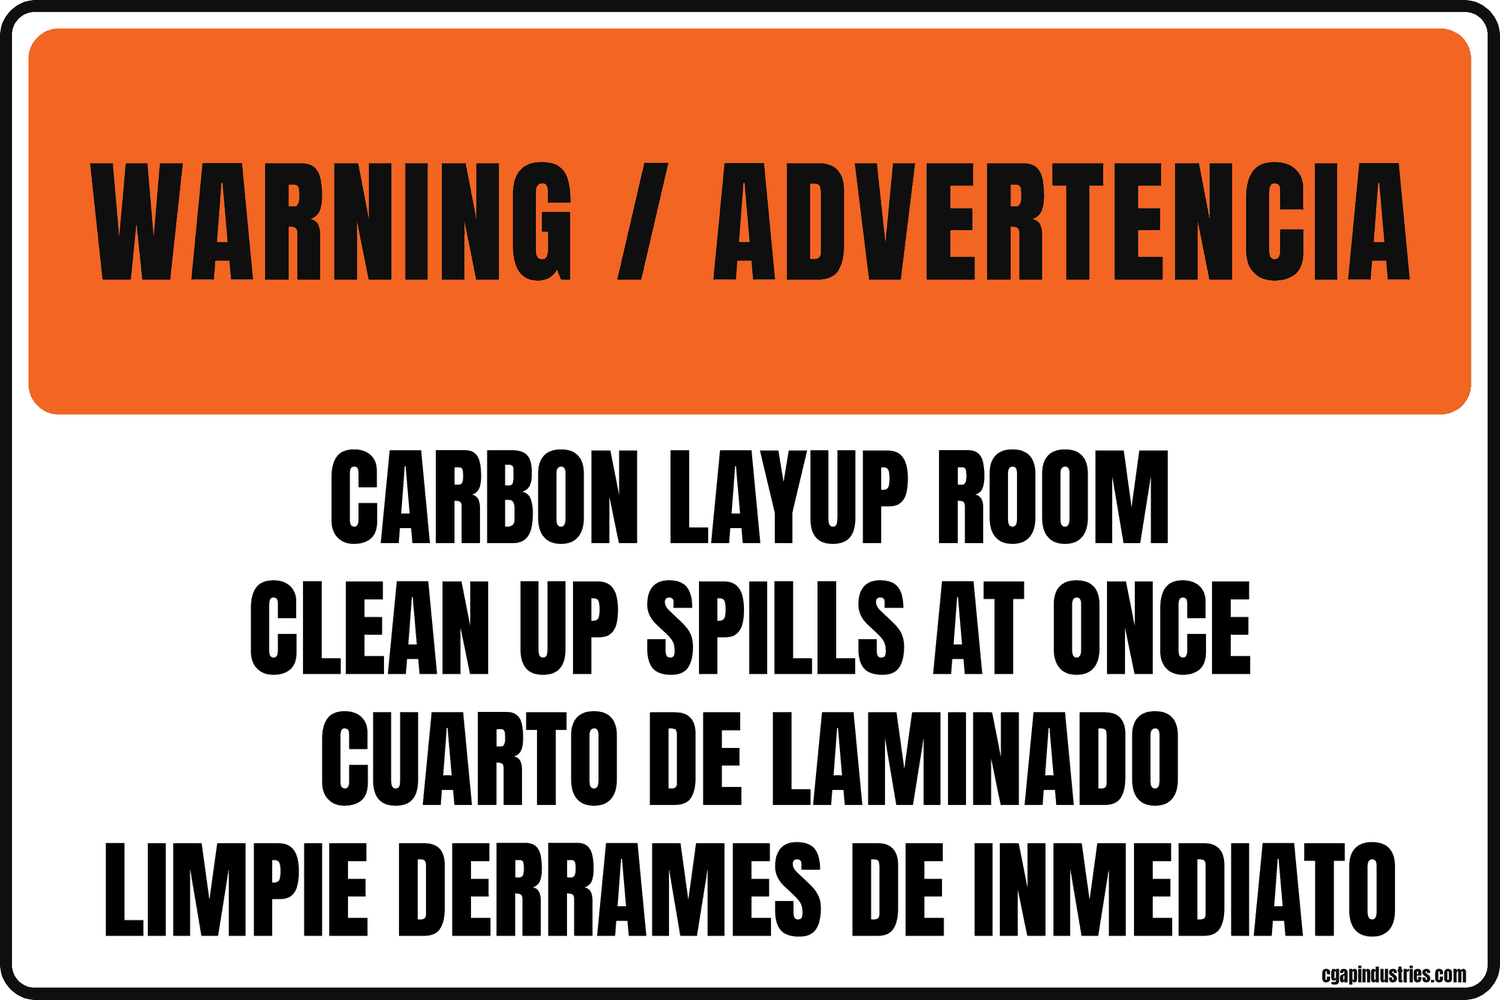 WARNING / ADVERTENCIA
CARBON LAYUP ROOM
CLEAN UP SPILLS AT ONCE
CUARTO DE LAMINADO
LIMPIE DERRAMES DE INMEDIATO
cgapindustries.com